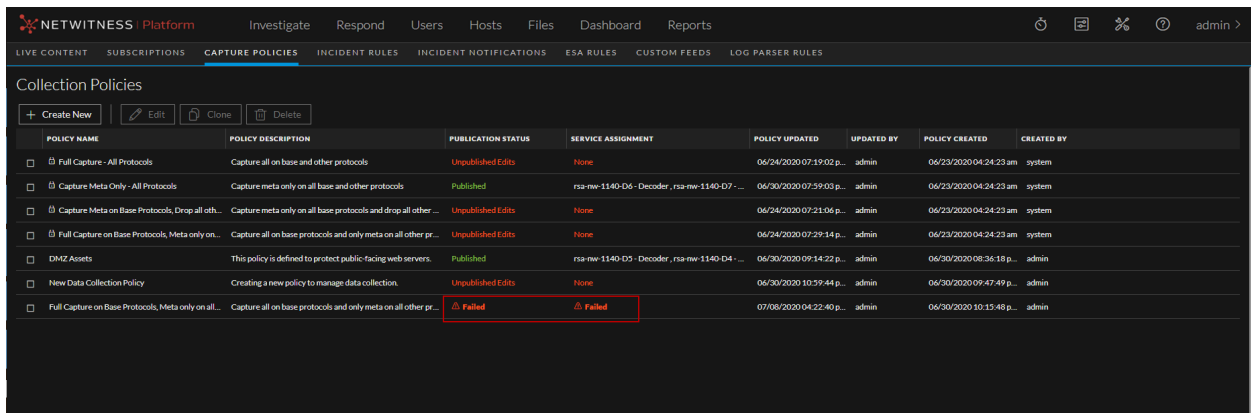 NETWITNESS Platform Investigate Respond Users Hosts Files Dashboard Reports admin >
LIVE CONTENT SUBSCRIPTIONS CAPTURE POLICIES INCIDENT RULES INCIDENT NOTIFICATIONS ESA RULES CUSTOM FEEDS LOG PARSER RULES
Collection Policies
+ Create New Edit Clone Delete
POLICY NAME POLICY DESCRIPTION PUBLICATION STATUS SERVICE ASSIGNMENT POLICY UPDATED UPDATED BY POLICY CREATED CREATED BY
Full Capture - All Protocols Capture all on base and other protocols Unpublished Edits None 06/24/2020 07:19:02 p... admin 06/23/2020 04:24:23 am system
Capture Meta Only - All Protocols Capture meta only on all base and other protocols Published rsa-nw-1140-D6 - Decoder , rsa-nw-1140-D7 - ... 06/30/2020 07:59:03 p... admin 06/23/2020 04:24:23 am system
Capture Meta on Base Protocols, Drop all oth... Capture meta only on all base protocols and drop all other ... Unpublished Edits None 06/24/2020 07:21:06 p... admin 06/23/2020 04:24:23 am system
Full Capture on Base Protocols, Meta only on... Capture all on base protocols and only meta on all other pr... Unpublished Edits None 06/24/2020 07:29:14 p... admin 06/23/2020 04:24:23 am system
DMZ Assets This policy is defined to protect public-facing web servers. Published rsa-nw-1140-D5 - Decoder , rsa-nw-1140-D4 - ... 06/30/2020 09:14:22 p... admin 06/30/2020 08:36:18 p... admin
New Data Collection Policy Creating a new policy to manage data collection. Unpublished Edits None 06/30/2020 10:59:44 p... admin 06/30/2020 09:47:49 p... admin
Full Capture on Base Protocols, Meta only on all... Capture all on base protocols and only meta on all other pr... Failed Failed 07/08/2020 04:22:40 p... admin 06/30/2020 10:15:48 p... admin